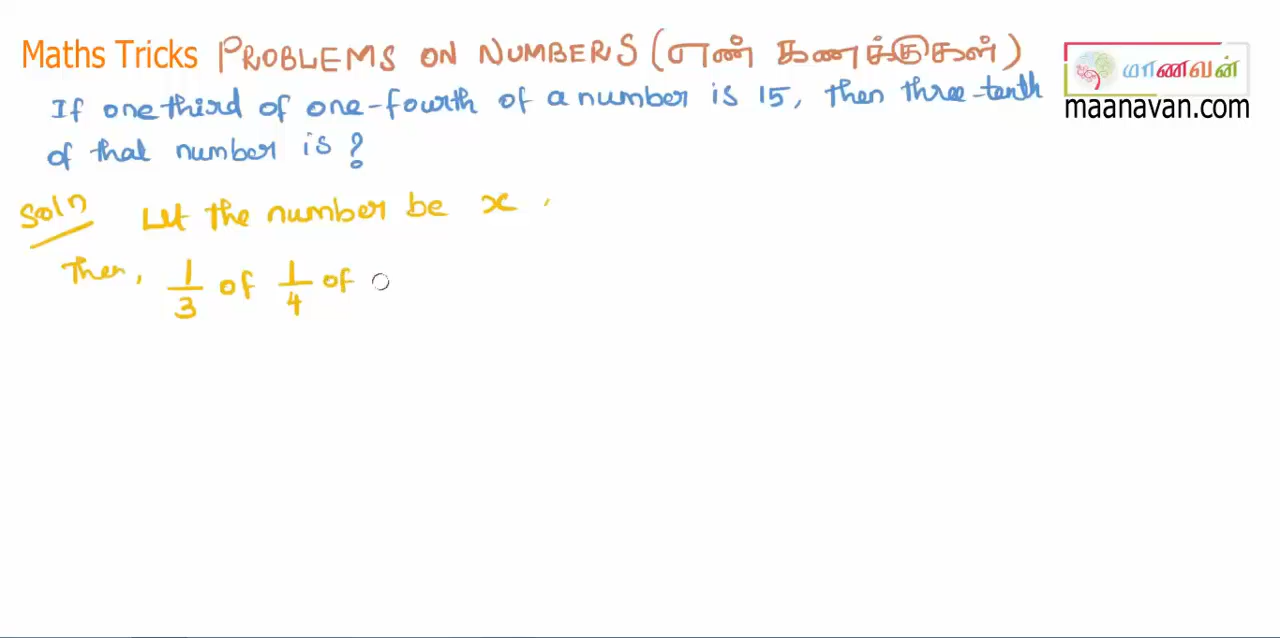 Maths Tricks PROBLEMS ON NUMBERS (எண் கணக்குகள்)
மாணவன்
maanavan.com
If one third of one-fourth of a number is 15, then three-tenth
of that number is ?
Soln Let the number be x.
Then, 1/3 of 1/4 of